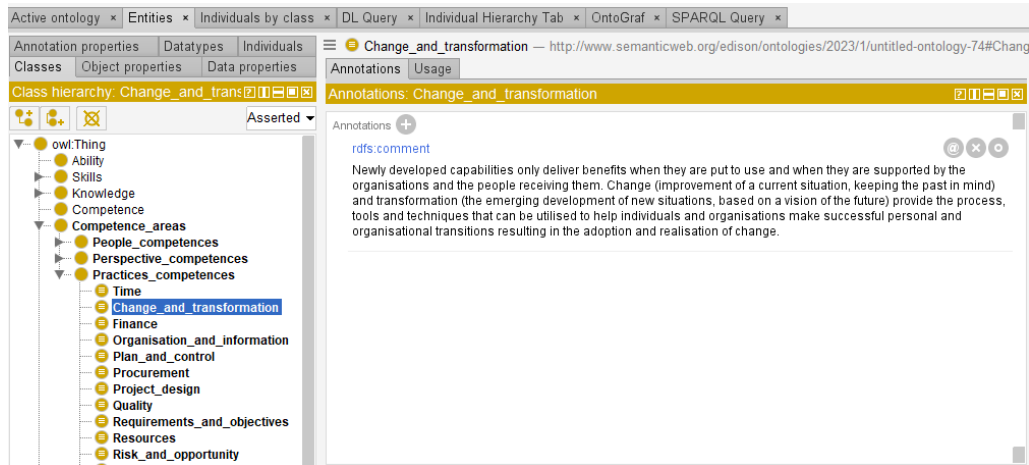 Active ontology × Entities × Individuals by class × DL Query × Individual Hierarchy Tab × OntoGraf × SPARQL Query ×
Annotation properties Datatypes Individuals
Classes Object properties Data properties
Class hierarchy: Change_and_trans
Asserted
owl:Thing
Ability
Skills
Knowledge
Competence
Competence_areas
People_competences
Perspective_competences
Practices_competences
Time
Change_and_transformation
Finance
Organisation_and_information
Plan_and_control
Procurement
Project_design
Quality
Requirements_and_objectives
Resources
Risk_and_opportunity
Change_and_transformation — http://www.semanticweb.org/edison/ontologies/2023/1/untitled-ontology-74#Chang
Annotations Usage
Annotations: Change_and_transformation
Annotations
rdfs:comment
Newly developed capabilities only deliver benefits when they are put to use and when they are supported by the
organisations and the people receiving them. Change (improvement of a current situation, keeping the past in mind)
and transformation (the emerging development of new situations, based on a vision of the future) provide the process,
tools and techniques that can be utilised to help individuals and organisations make successful personal and
organisational transitions resulting in the adoption and realisation of change.